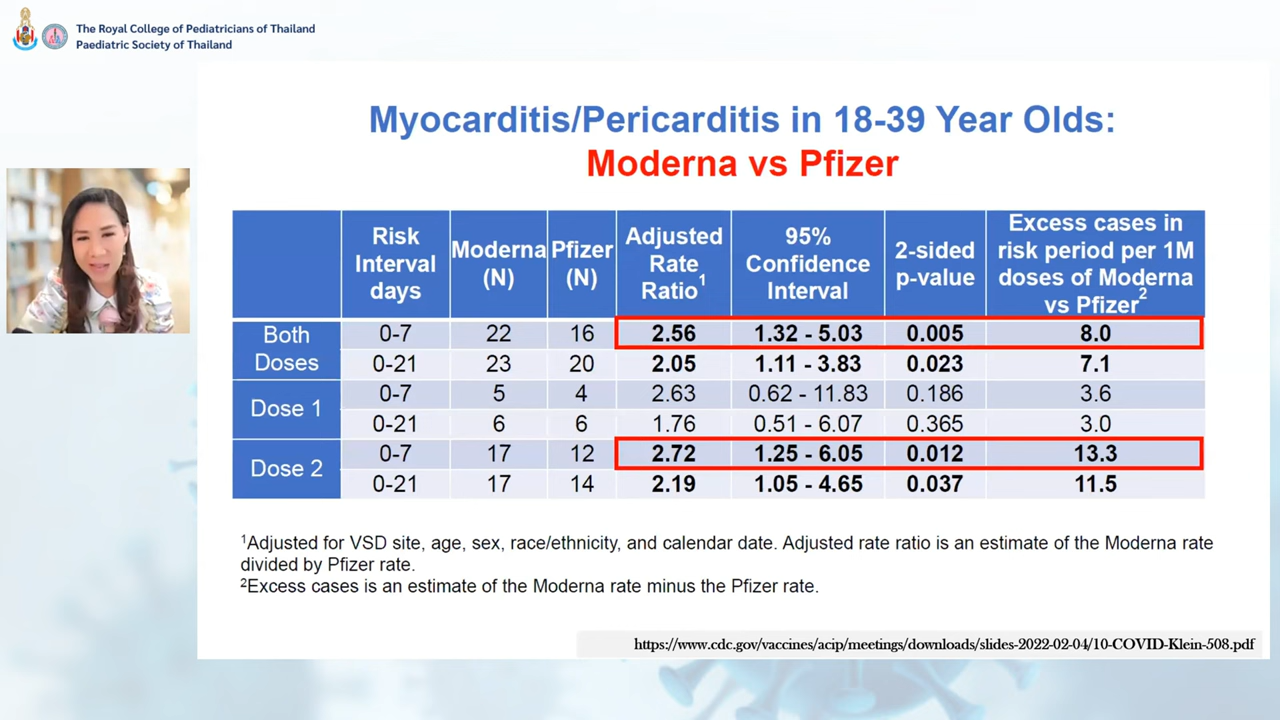 The Royal College of Pediatricians of Thailand
Paediatric Society of Thailand
Myocarditis/Pericarditis in 18-39 Year Olds:
Moderna vs Pfizer
Risk Interval days Moderna (N) Pfizer (N) Adjusted Rate Ratio¹ 95% Confidence Interval 2-sided p-value Excess cases in risk period per 1M doses of Moderna vs Pfizer²
Both Doses 0-7 22 16 2.56 1.32 - 5.03 0.005 8.0
0-21 23 20 2.05 1.11 - 3.83 0.023 7.1
Dose 1 0-7 5 4 2.63 0.62 - 11.83 0.186 3.6
0-21 6 6 1.76 0.51 - 6.07 0.365 3.0
Dose 2 0-7 17 12 2.72 1.25 - 6.05 0.012 13.3
0-21 17 14 2.19 1.05 - 4.65 0.037 11.5
¹Adjusted for VSD site, age, sex, race/ethnicity, and calendar date. Adjusted rate ratio is an estimate of the Moderna rate
divided by Pfizer rate.
²Excess cases is an estimate of the Moderna rate minus the Pfizer rate.
https://www.cdc.gov/vaccines/acip/meetings/downloads/slides-2022-02-04/10-COVID-Klein-508.pdf